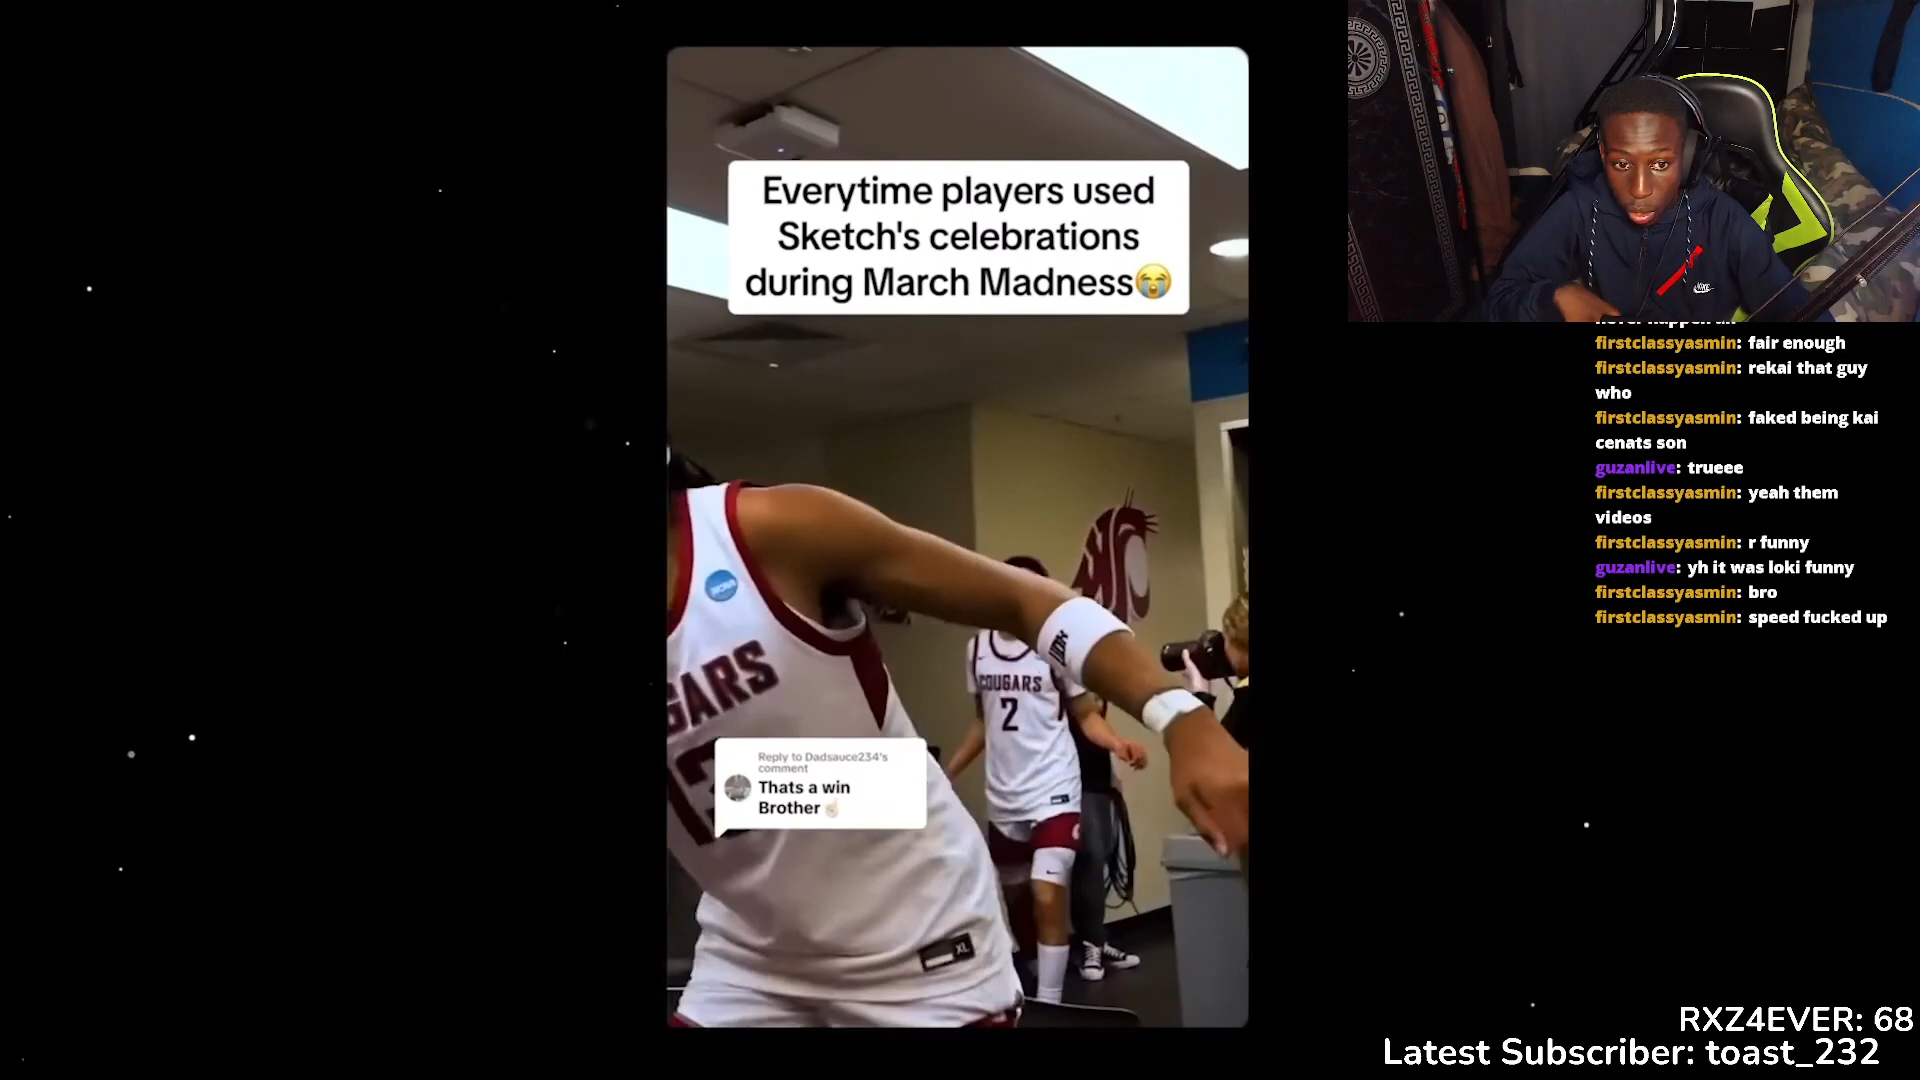 Everytime players used
Sketch's celebrations
during March Madness😭
GARS
13
COUGARS
2
NCAA
Reply to Dadsauce234's
comment
Thats a win
Brother☝🏻
XL
firstclassyasmin: fair enough
firstclassyasmin: rekai that guy
who
firstclassyasmin: faked being kai
cenats son
guzanlive: trueee
firstclassyasmin: yeah them
videos
firstclassyasmin: r funny
guzanlive: yh it was loki funny
firstclassyasmin: bro
firstclassyasmin: speed fucked up
RXZ4EVER: 68
Latest Subscriber: toast_232